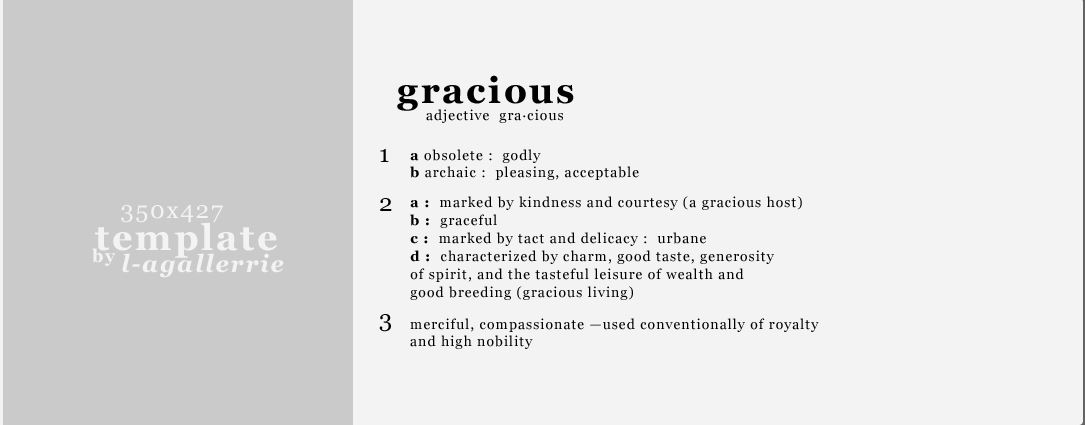 350x427
template
by l-agallerrie
gracious
adjective gra·cious
1 a obsolete : godly
b archaic : pleasing, acceptable
2 a : marked by kindness and courtesy (a gracious host)
b : graceful
c : marked by tact and delicacy : urbane
d : characterized by charm, good taste, generosity
of spirit, and the tasteful leisure of wealth and
good breeding (gracious living)
3 merciful, compassionate —used conventionally of royalty
and high nobility